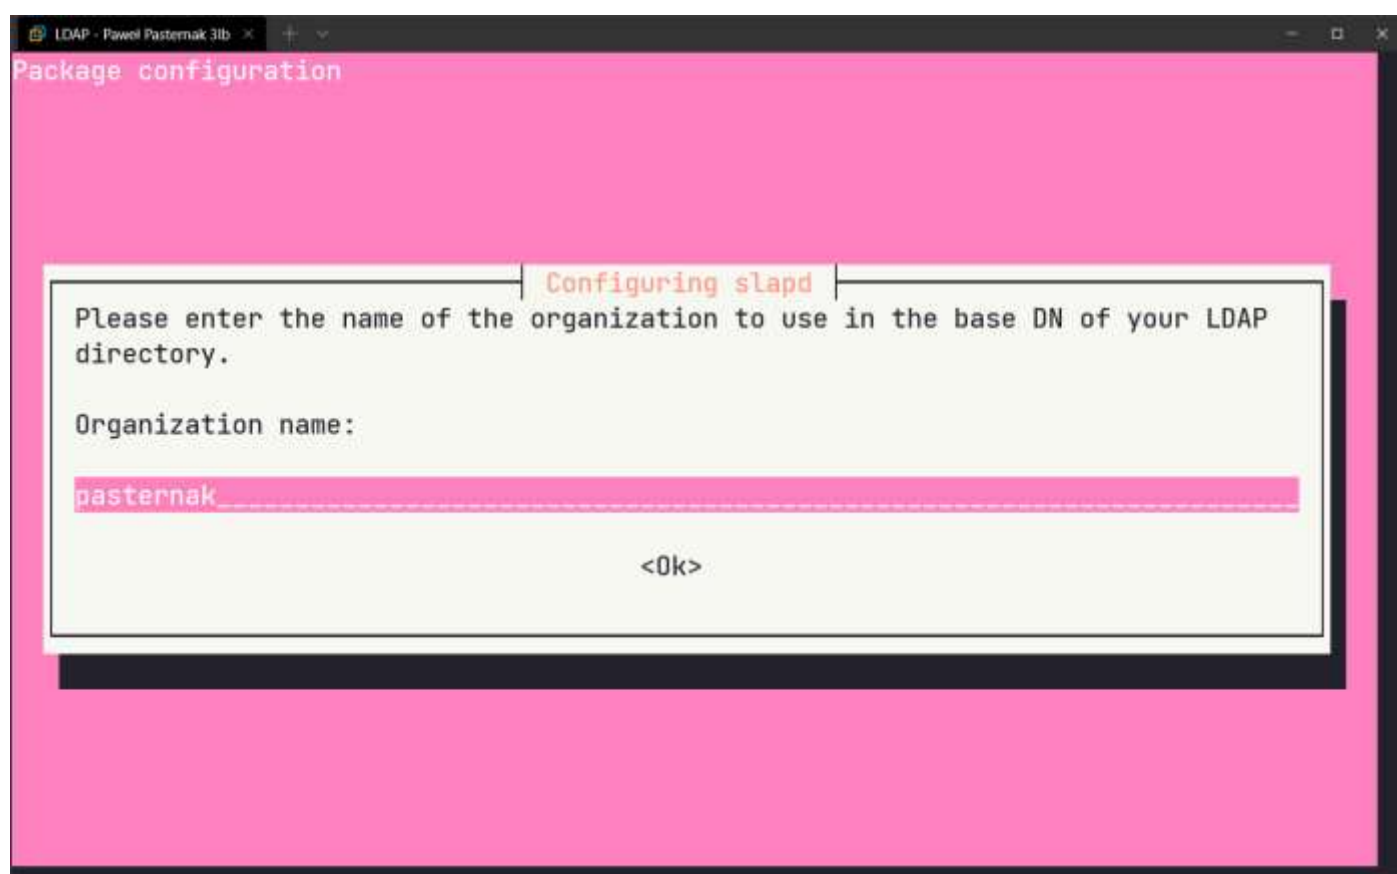 LDAP - Paweł Pasternak 3Ib
Package configuration
Configuring slapd
Please enter the name of the organization to use in the base DN of your LDAP
directory.
Organization name:
pasternak
<Ok>